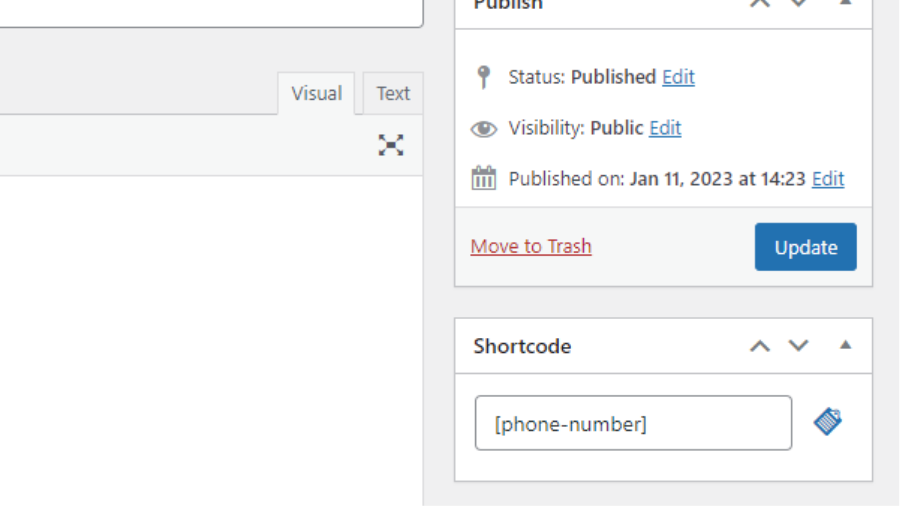 Publish
Visual Text
Status: Published Edit
Visibility: Public Edit
Published on: Jan 11, 2023 at 14:23 Edit
Move to Trash
Update
Shortcode
[phone-number]